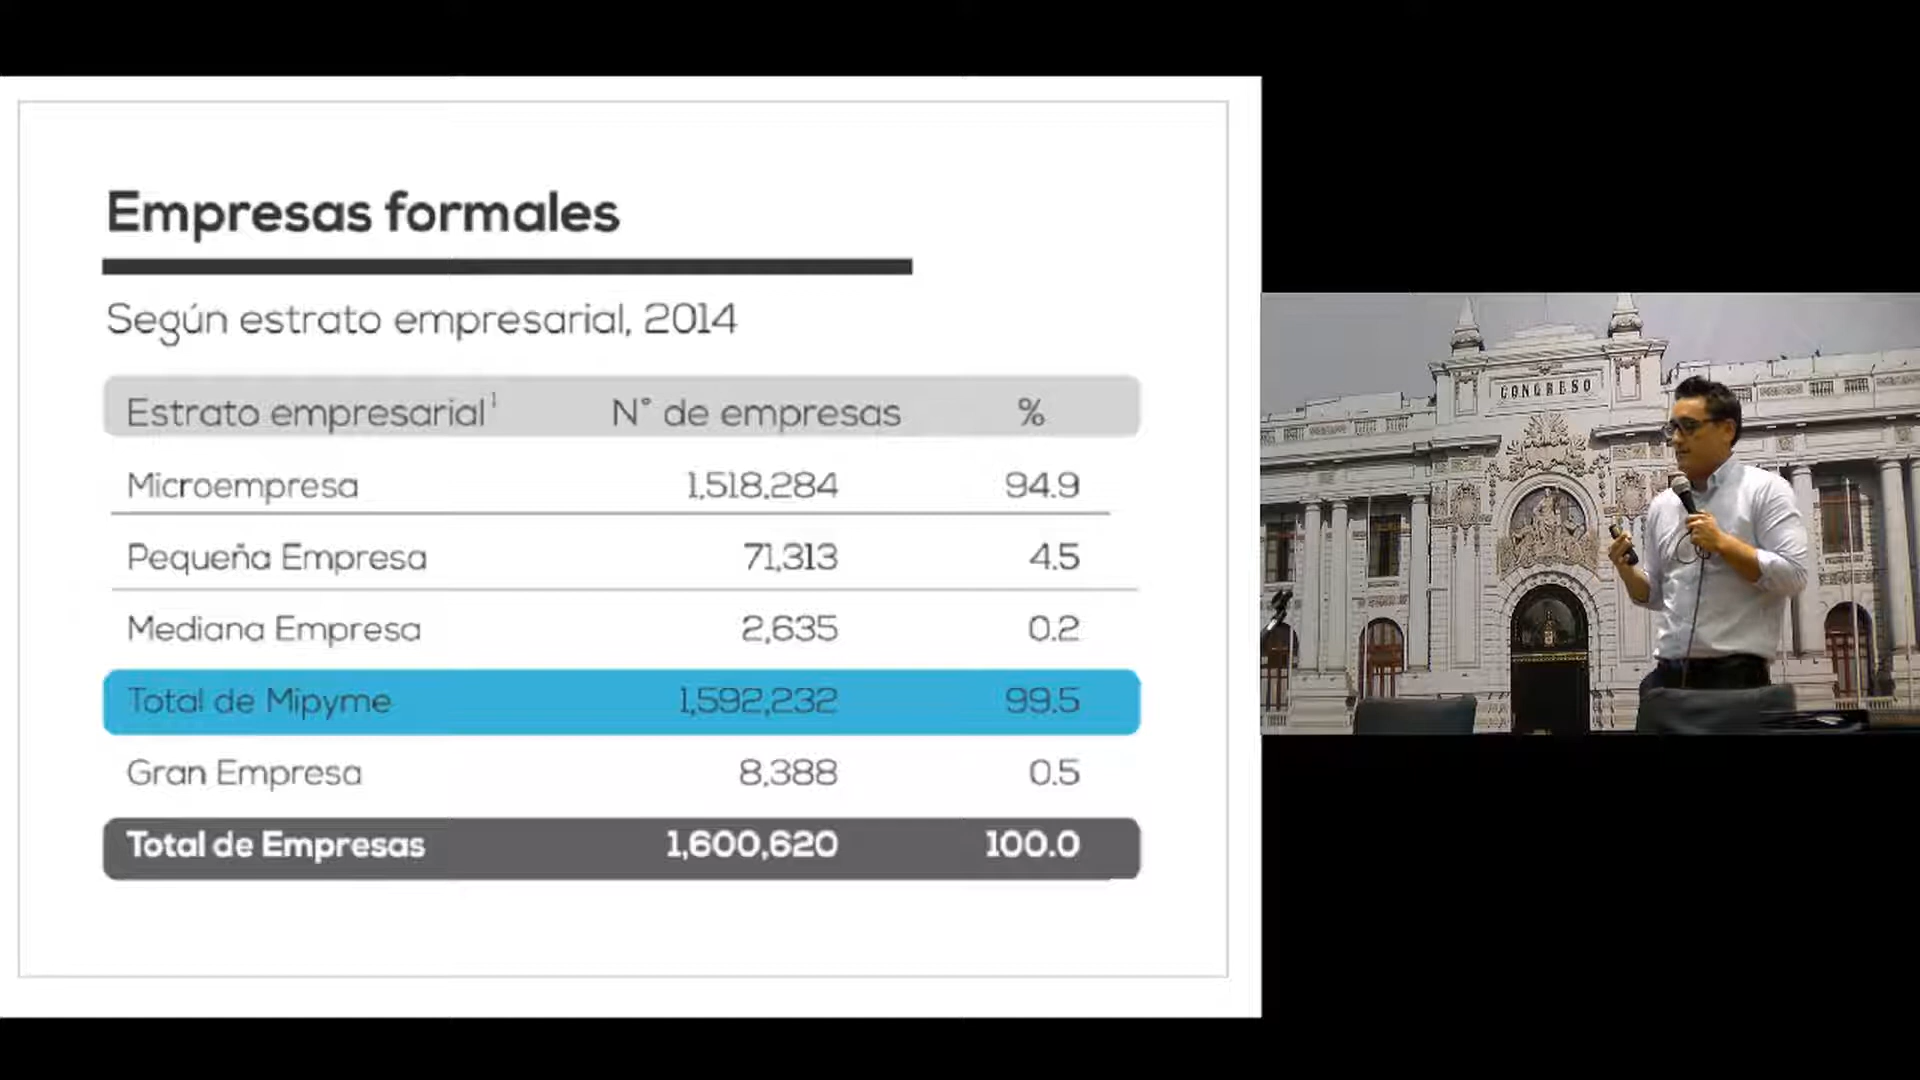 Empresas formales
Según estrato empresarial, 2014
Estrato empresarial¹ N° de empresas %
Microempresa 1,518,284 94.9
Pequeña Empresa 71,313 4.5
Mediana Empresa 2,635 0.2
Total de Mipyme 1,592,232 99.5
Gran Empresa 8,388 0.5
Total de Empresas 1,600,620 100.0
CONGRESO